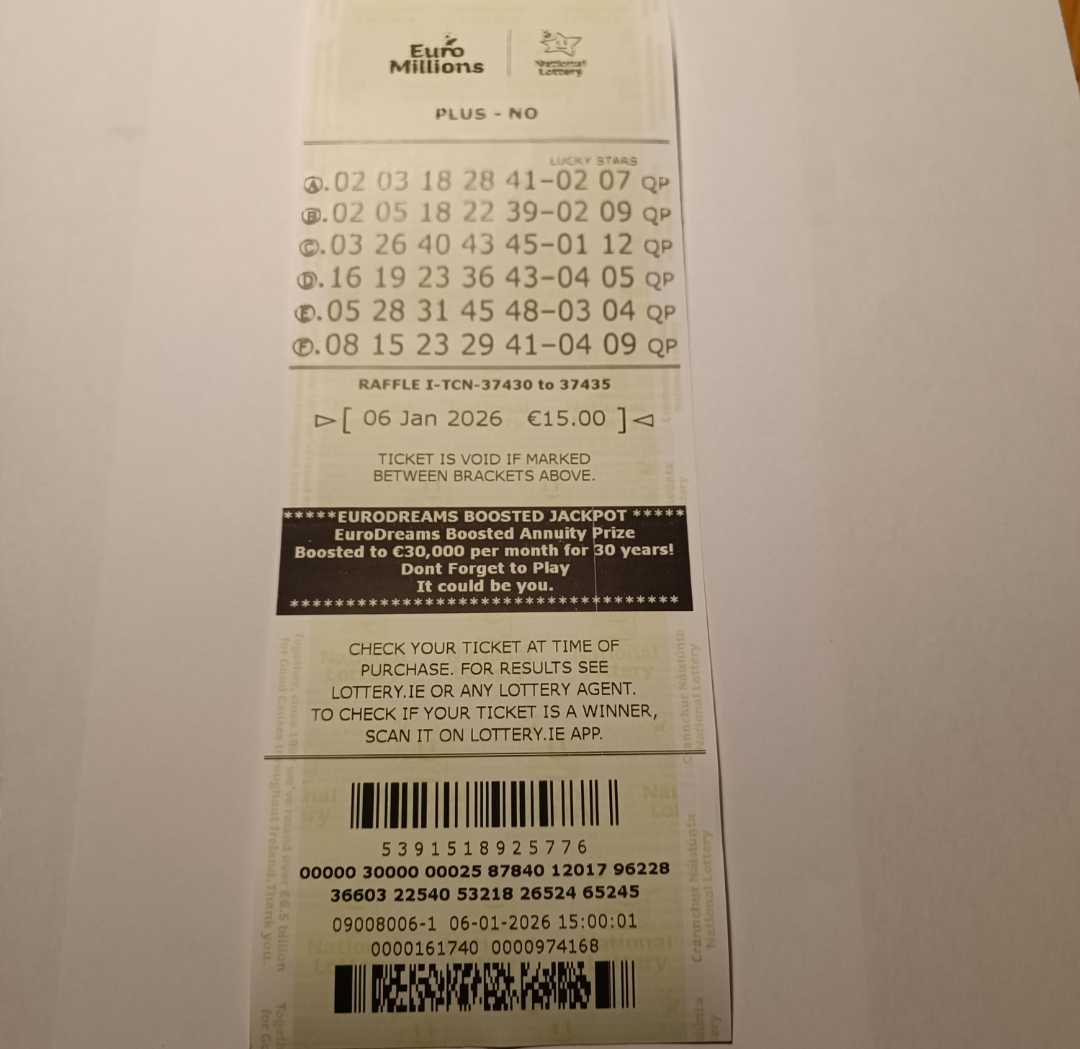 Euro
Millions
National
Lottery
PLUS - NO
LUCKY STARS
A.02 03 18 28 41-02 07 QP
B.02 05 18 22 39-02 09 QP
C.03 26 40 43 45-01 12 QP
D.16 19 23 36 43-04 05 QP
E.05 28 31 45 48-03 04 QP
F.08 15 23 29 41-04 09 QP
RAFFLE I-TCN-37430 to 37435
[ 06 Jan 2026 €15.00 ]
TICKET IS VOID IF MARKED
BETWEEN BRACKETS ABOVE.
*****EURODREAMS BOOSTED JACKPOT *****
EuroDreams Boosted Annuity Prize
Boosted to €30,000 per month for 30 years!
Dont Forget to Play
It could be you.
***********************************
CHECK YOUR TICKET AT TIME OF
PURCHASE. FOR RESULTS SEE
LOTTERY.IE OR ANY LOTTERY AGENT.
TO CHECK IF YOUR TICKET IS A WINNER,
SCAN IT ON LOTTERY.IE APP.
5391518925776
00000 30000 00025 87840 12017 96228
36603 22540 53218 26524 65245
09008006-1 06-01-2026 15:00:01
0000161740 0000974168
Crannchur Náisiúnta
National Lottery